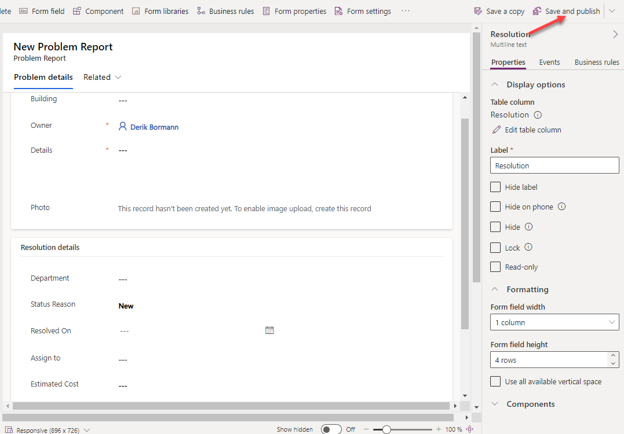 lete Form field Component Form libraries Business rules Form properties Form settings ··· Save a copy Save and publish
New Problem Report
Problem Report
Problem details Related
Building ---
Owner * Derik Bormann
Details * ---
Photo This record hasn't been created yet. To enable image upload, create this record
Resolution details
Department ---
Status Reason New
Resolved On ---
Assign to ---
Estimated Cost ---
Responsive (896 x 726) Show hidden Off 100 %
Resolution
Multiline text
Properties Events Business rules
Display options
Table column
Resolution
Edit table column
Label *
Resolution
Hide label
Hide on phone
Hide
Lock
Read-only
Formatting
Form field width
1 column
Form field height
4 rows
Use all available vertical space
Components